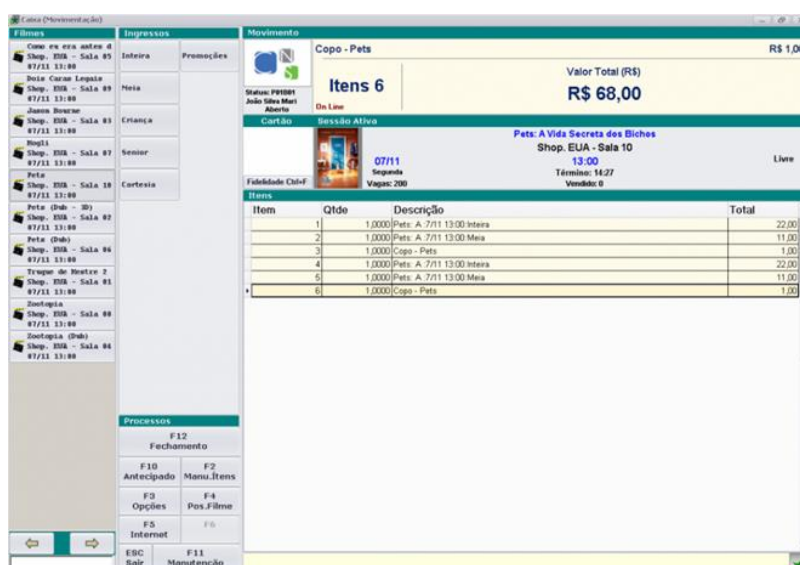 Caixa (Movimentação)
Filmes
Como eu era antes d
Shop. EUA - Sala 05
07/11 13:00
Dois Caras Legais
Shop. EUA - Sala 09
07/11 13:00
Jason Bourne
Shop. EUA - Sala 03
07/11 13:00
Mogli
Shop. EUA - Sala 07
07/11 13:00
Pets
Shop. EUA - Sala 10
07/11 13:00
Pets (Dub - 3D)
Shop. EUA - Sala 02
07/11 13:00
Pets (Dub)
Shop. EUA - Sala 06
07/11 13:00
Truque de Mestre 2
Shop. EUA - Sala 01
07/11 13:00
Zootopia
Shop. EUA - Sala 08
07/11 13:00
Zootopia (Dub)
Shop. EUA - Sala 04
07/11 13:00
Ingressos
Inteira Promoções
Meia
Criança
Senior
Cortesia
Processos
F12
Fechamento
F10 F2
Antecipado Manu.Ítens
F3 F4
Opções Pos.Filme
F5 F6
Internet
ESC F11
Sair Manutenção
Movimento
Status: P01001
João Silva Mari
Aberto
Copo - Pets R$ 1,0
Itens 6
On Line
Valor Total (R$)
R$ 68,00
Cartão
Fidelidade Ctrl+F
Sessão Ativa
Pets: A Vida Secreta dos Bichos
Shop. EUA - Sala 10
07/11 13:00 Livre
Segunda Término: 14:27
Vagas: 200 Vendido: 0
Itens
Item Qtde Descrição Total
1 1,0000 Pets: A :7/11 13:00:Inteira 22,00
2 1,0000 Pets: A :7/11 13:00:Meia 11,00
3 1,0000 Copo - Pets 1,00
4 1,0000 Pets: A :7/11 13:00:Inteira 22,00
5 1,0000 Pets: A :7/11 13:00:Meia 11,00
6 1,0000 Copo - Pets 1,00